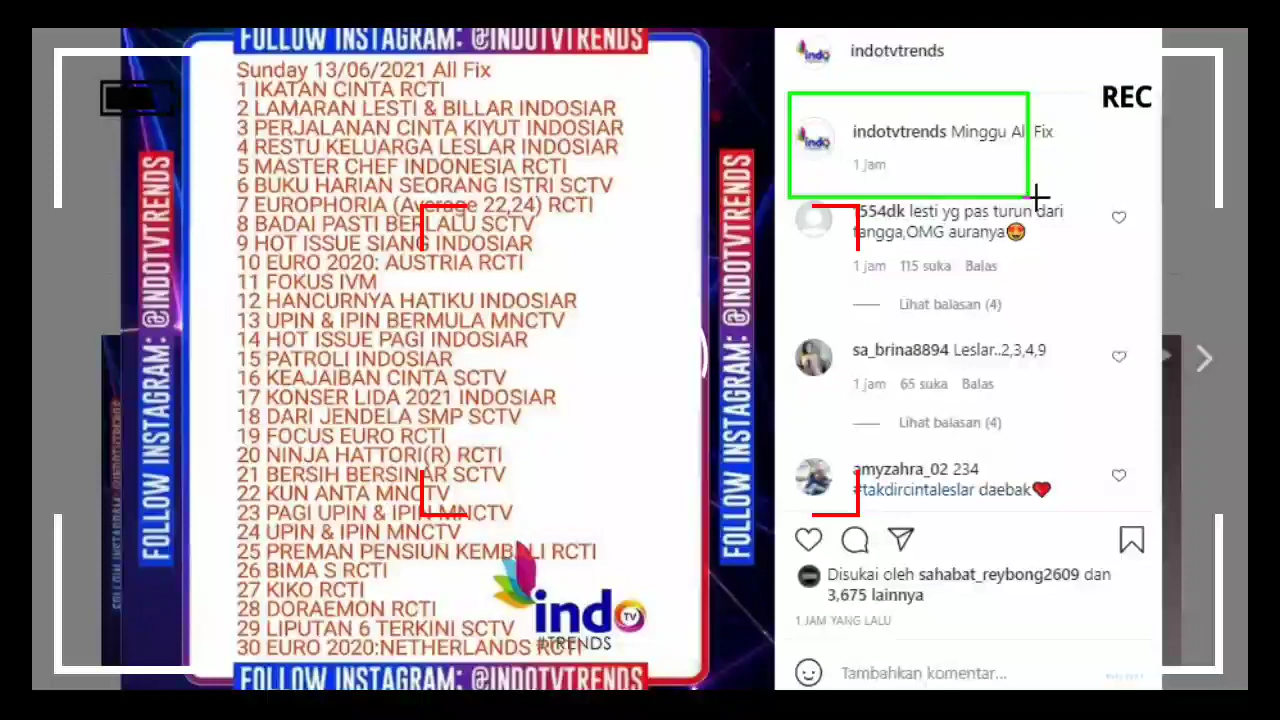 FOLLOW INSTAGRAM: @INDOTVTRENDS
Sunday 13/06/2021 All Fix
1 IKATAN CINTA RCTI
2 LAMARAN LESTI & BILLAR INDOSIAR
3 PERJALANAN CINTA KIYUT INDOSIAR
4 RESTU KELUARGA LESLAR INDOSIAR
5 MASTER CHEF INDONESIA RCTI
6 BUKU HARIAN SEORANG ISTRI SCTV
7 EUROPHORIA (Average 22,24) RCTI
8 BADAI PASTI BERLALU SCTV
9 HOT ISSUE SIANG INDOSIAR
10 EURO 2020: AUSTRIA RCTI
11 FOKUS IVM
12 HANCURNYA HATIKU INDOSIAR
13 UPIN & IPIN BERMULA MNCTV
14 HOT ISSUE PAGI INDOSIAR
15 PATROLI INDOSIAR
16 KEAJAIBAN CINTA SCTV
17 KONSER LIDA 2021 INDOSIAR
18 DARI JENDELA SMP SCTV
19 FOCUS EURO RCTI
20 NINJA HATTORI(R) RCTI
21 BERSIH BERSINAR SCTV
22 KUN ANTA MNCTV
23 PAGI UPIN & IPIN MNCTV
24 UPIN & IPIN MNCTV
25 PREMAN PENSIUN KEMBALI RCTI
26 BIMA S RCTI
27 KIKO RCTI
28 DORAEMON RCTI
29 LIPUTAN 6 TERKINI SCTV
30 EURO 2020:NETHERLANDS RCTI
indo TV
#TRENDS
FOLLOW INSTAGRAM: @INDOTVTRENDS
FOLLOW INSTAGRAM: @INDOTVTRENDS
FOLLOW INSTAGRAM: @INDOTVTRENDS
indo
indotvtrends
REC
indo
indotvtrends Minggu All Fix
1 Jam
554dk lesti yg pas turun dari
tangga,OMG auranya
1 jam 115 suka Balas
Lihat balasan (4)
sa_brina8894 Leslar..2,3,4,9
1 jam 65 suka Balas
Lihat balasan (4)
amyzahra_02 234
#takdircintaleslar daebak
Disukai oleh sahabat_reybong2609 dan
3,675 lainnya
1 JAM YANG LALU
Tambahkan komentar...